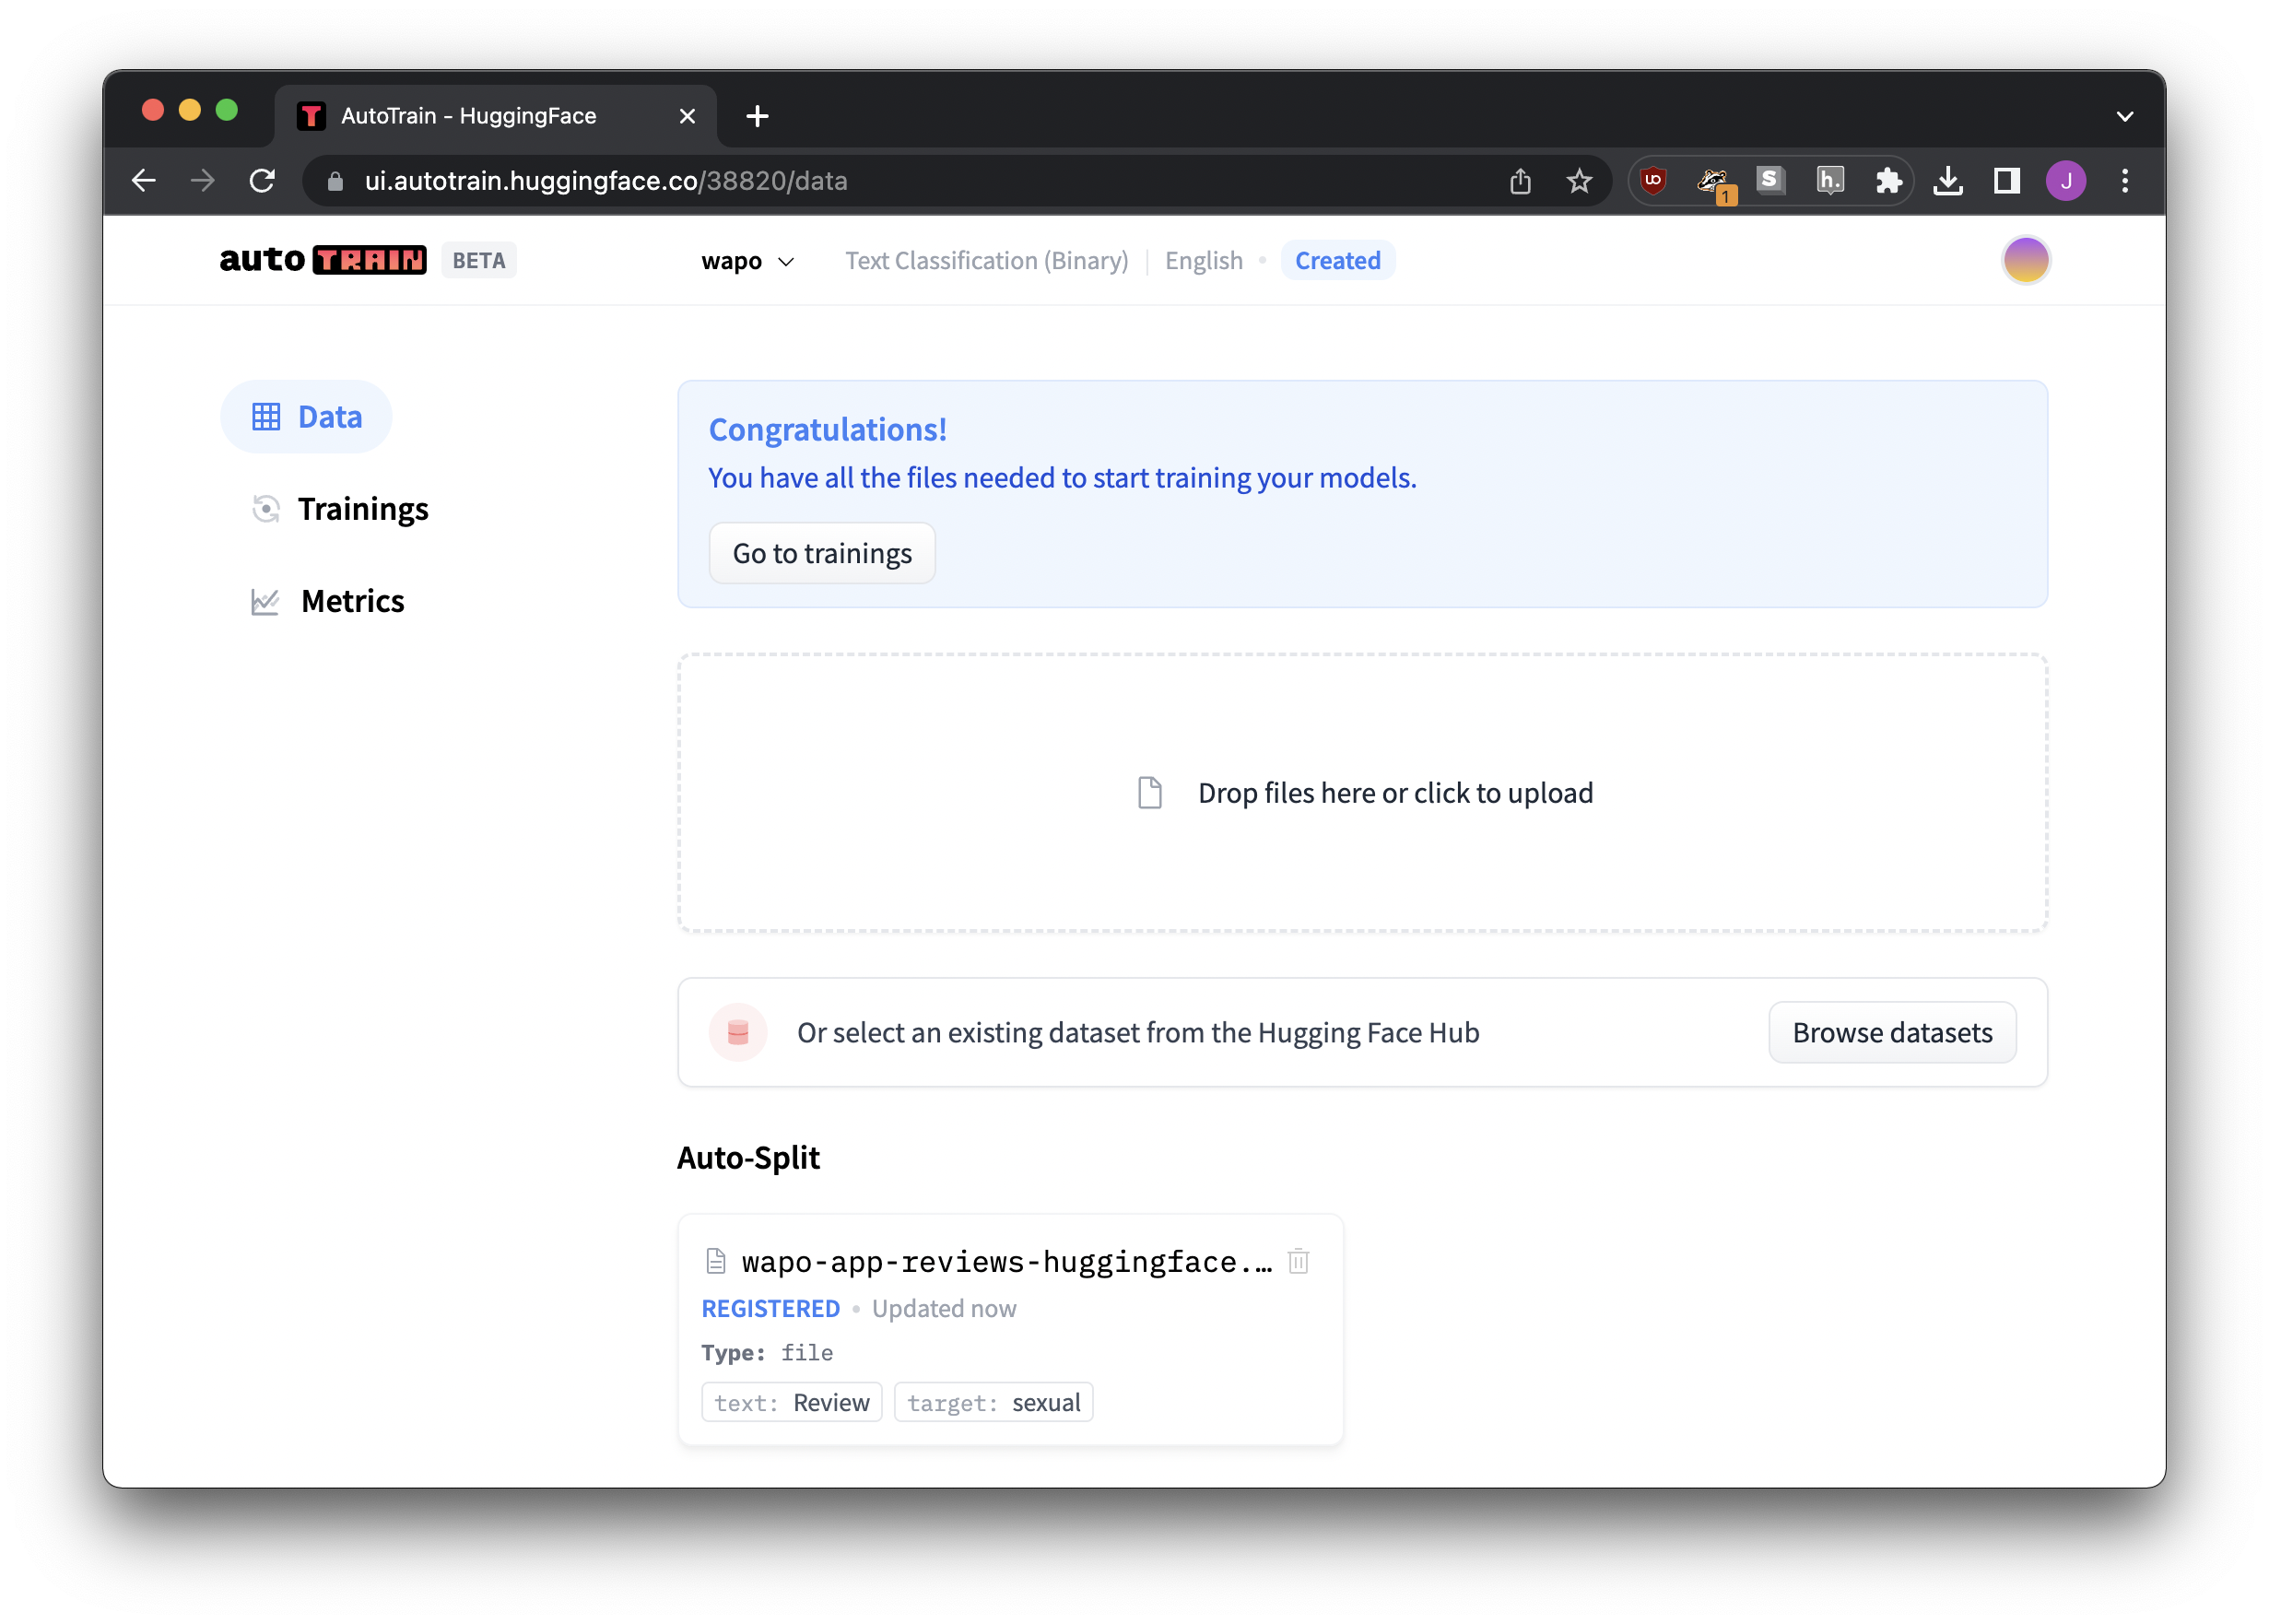 AutoTrain - HuggingFace
ui.autotrain.huggingface.co/38820/data
1
J
auto TRAIN BETA
wapo
Text Classification (Binary) English • Created
Data
Trainings
Metrics
Congratulations!
You have all the files needed to start training your models.
Go to trainings
Drop files here or click to upload
Or select an existing dataset from the Hugging Face Hub
Browse datasets
Auto-Split
wapo-app-reviews-huggingface.…
REGISTERED • Updated now
Type: file
text: Review target: sexual